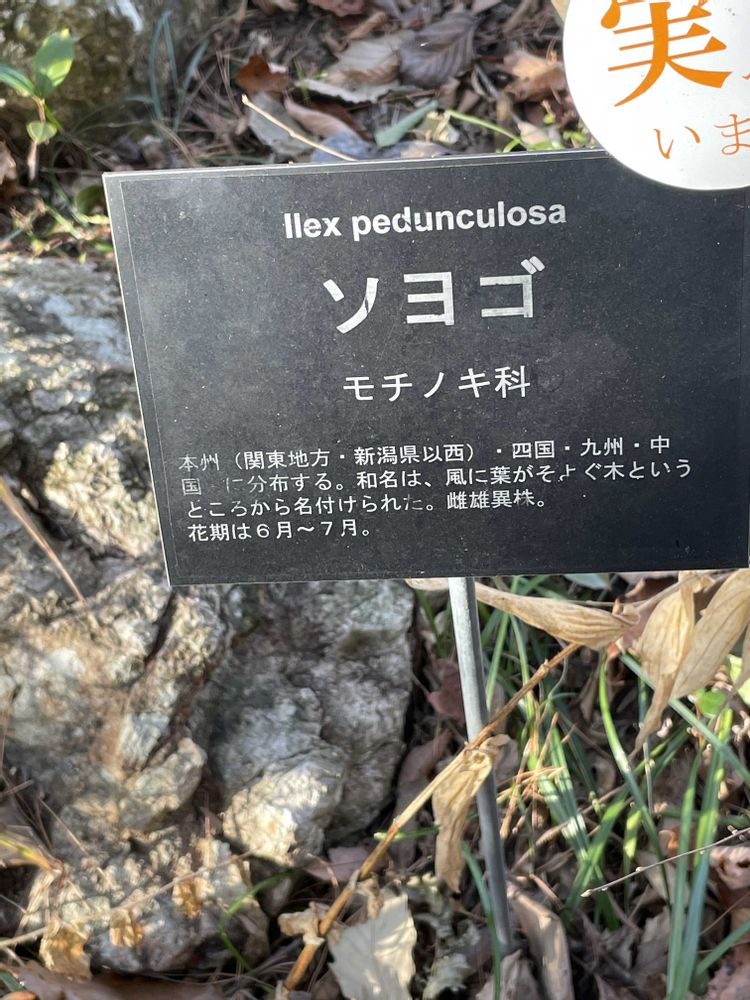 実
いま
Ilex pedunculosa
ソヨゴ
モチノキ科
本州（関東地方・新潟県以西）・四国・九州・中
国　に分布する。和名は、風に葉がそよぐ木という
ところから名付けられた。雌雄異株。
花期は６月～７月。